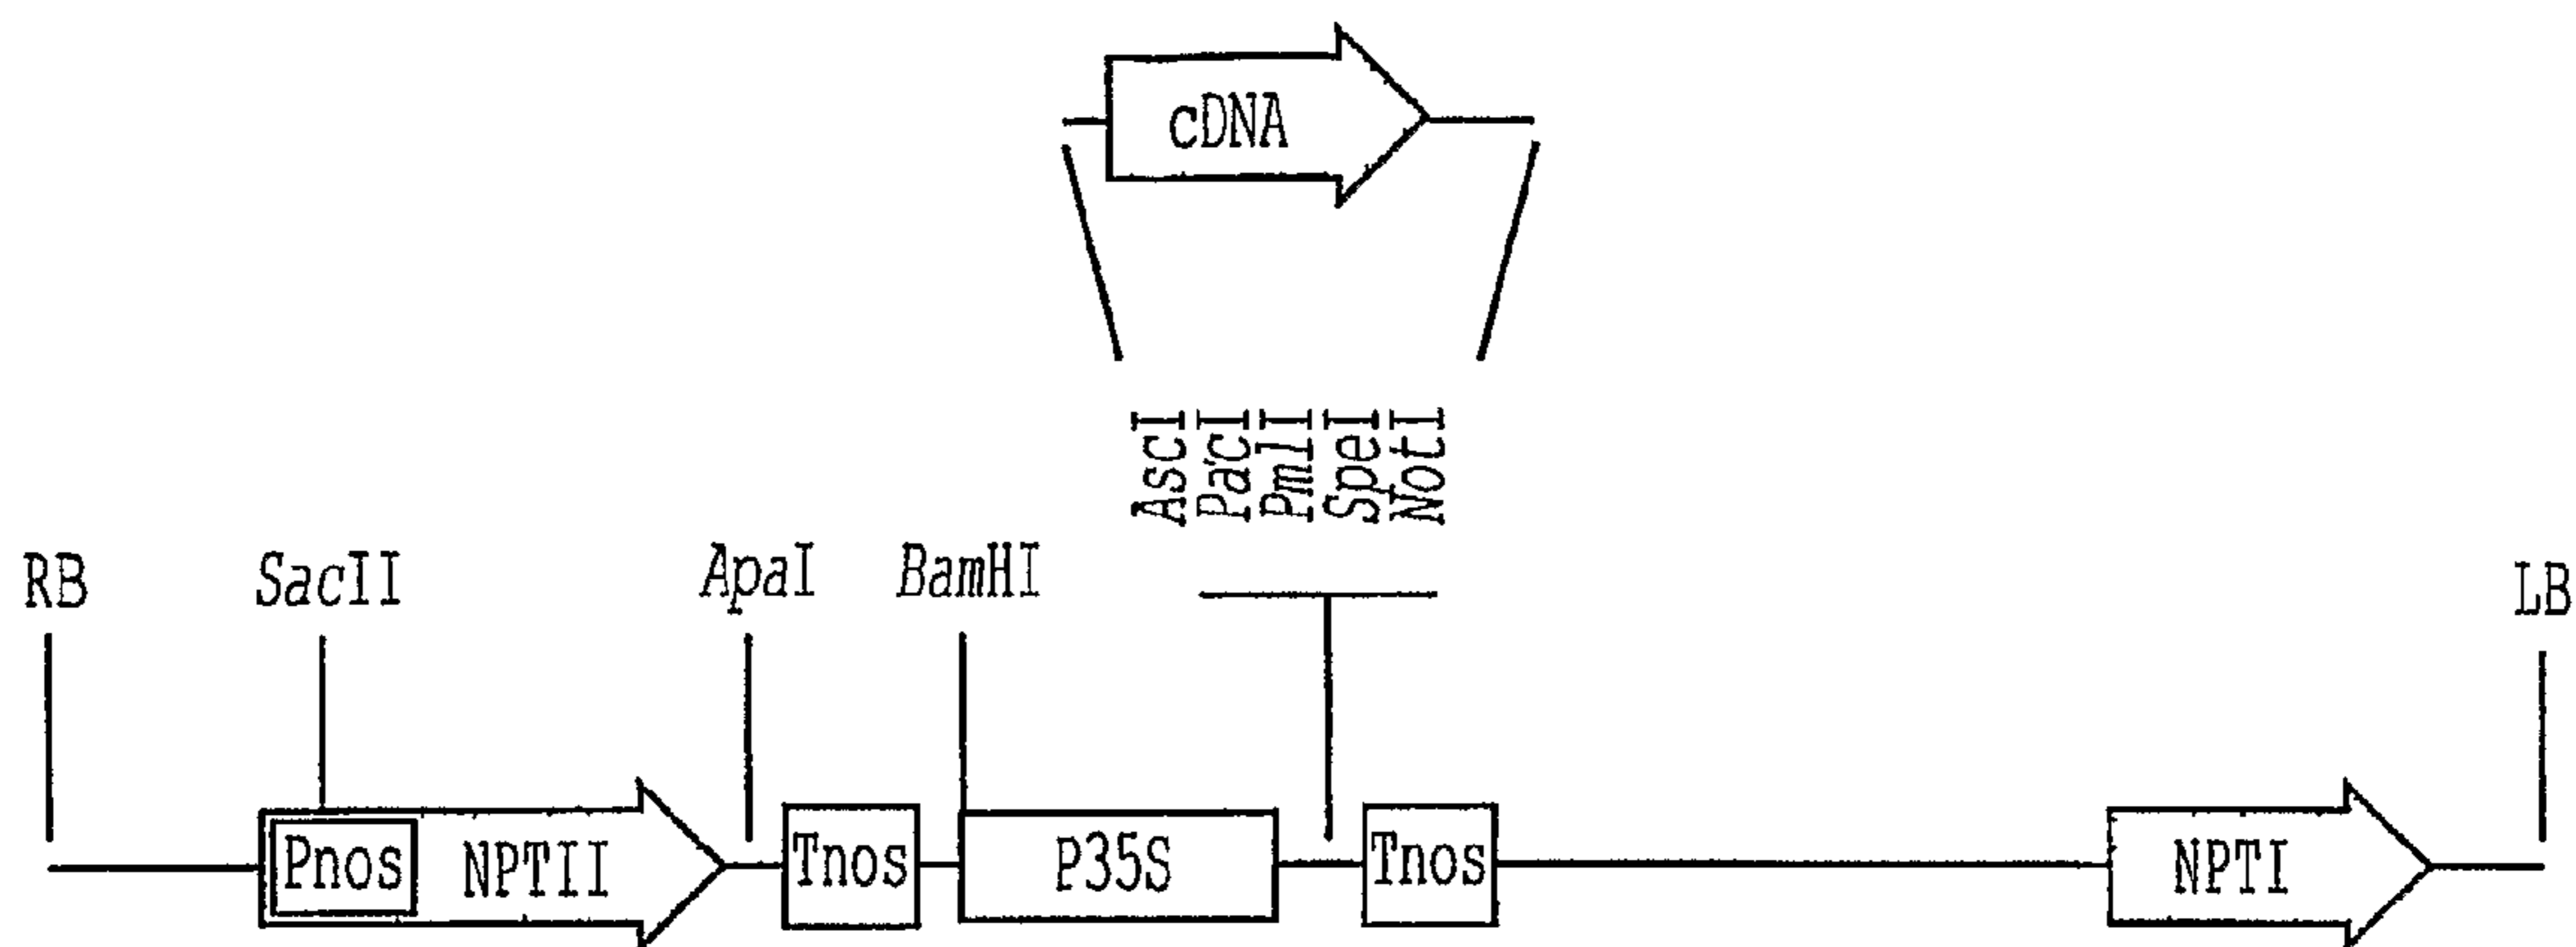 cDNA
AscI
PacI
PmlI
SpeI
NotI
RB SacII ApaI BamHI LB
Pnos NPTII Tnos P35S Tnos NPTI